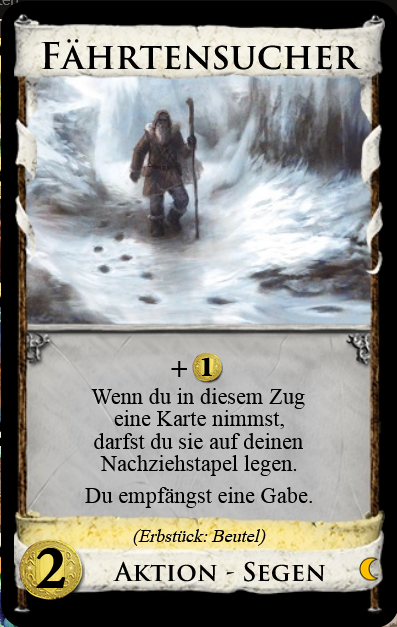 FÄHRTENSUCHER
+ 1
Wenn du in diesem Zug
eine Karte nimmst,
darfst du sie auf deinen
Nachziehstapel legen.
Du empfängst eine Gabe.
(Erbstück: Beutel)
2 AKTION - SEGEN